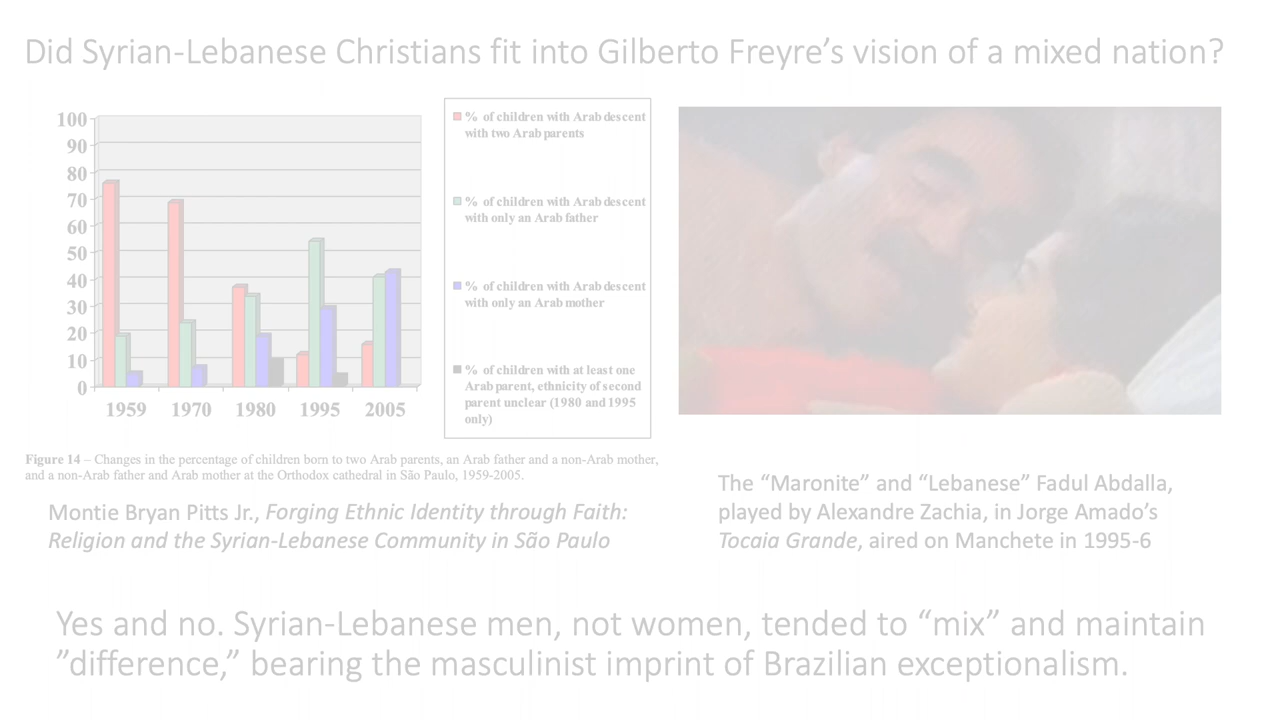 Did Syrian-Lebanese Christians fit into Gilberto Freyre’s vision of a mixed nation?
100
90
80
70
60
50
40
30
20
10
0
1959 1970 1980 1995 2005
% of children with Arab descent
with two Arab parents
% of children with Arab descent
with only an Arab father
% of children with Arab descent
with only an Arab mother
% of children with at least one
Arab parent, ethnicity of second
parent unclear (1980 and 1995
only)
Figure 14 – Changes in the percentage of children born to two Arab parents, an Arab father and a non-Arab mother,
and a non-Arab father and Arab mother at the Orthodox cathedral in São Paulo, 1959-2005.
Montie Bryan Pitts Jr., Forging Ethnic Identity through Faith:
Religion and the Syrian-Lebanese Community in São Paulo
The “Maronite” and “Lebanese” Fadul Abdalla,
played by Alexandre Zachia, in Jorge Amado’s
Tocaia Grande, aired on Manchete in 1995-6
Yes and no. Syrian-Lebanese men, not women, tended to “mix” and maintain
”difference,” bearing the masculinist imprint of Brazilian exceptionalism.